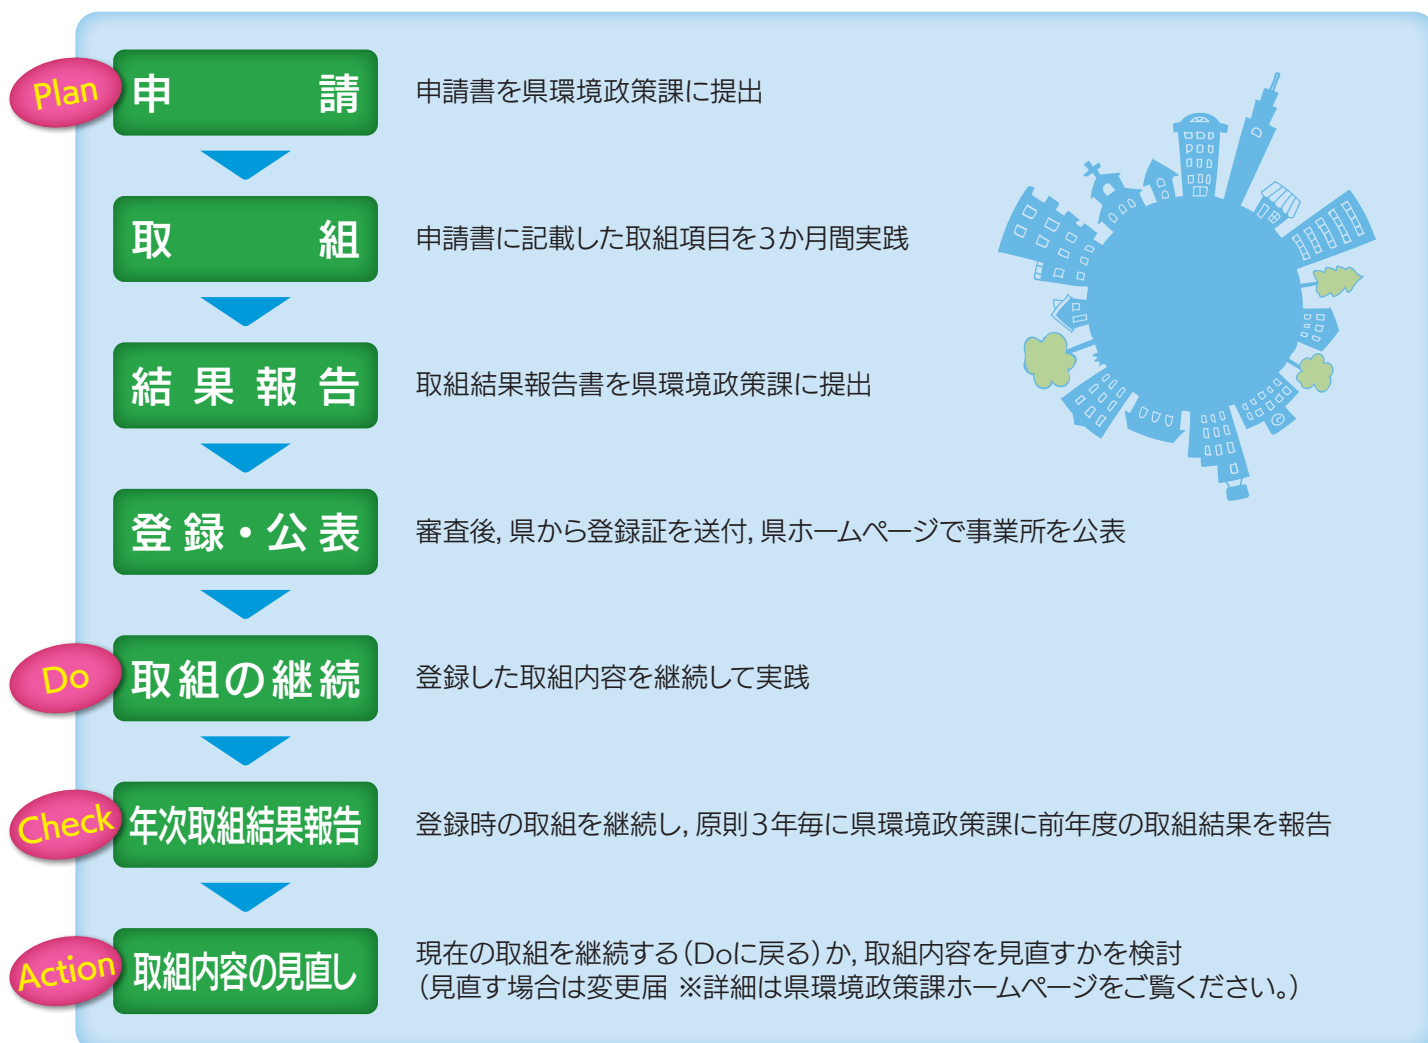 Plan
申請
申請書を県環境政策課に提出
取組
申請書に記載した取組項目を3か月間実践
結果報告
取組結果報告書を県環境政策課に提出
登録・公表
審査後，県から登録証を送付，県ホームページで事業所を公表
Do
取組の継続
登録した取組内容を継続して実践
Check
年次取組結果報告
登録時の取組を継続し，原則3年毎に県環境政策課に前年度の取組結果を報告
Action
取組内容の見直し
現在の取組を継続する（Doに戻る）か，取組内容を見直すかを検討
（見直す場合は変更届 ※詳細は県環境政策課ホームページをご覧ください。）